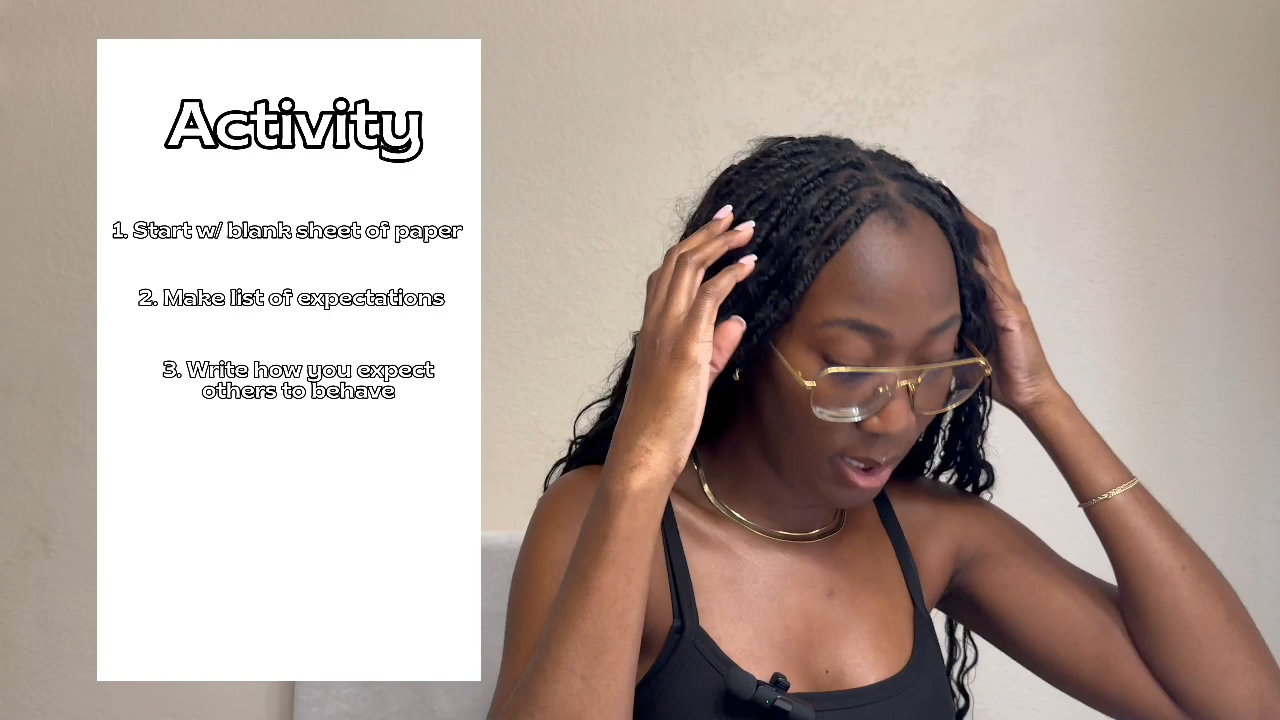 Activity
1. Start w/ blank sheet of paper
2. Make list of expectations
3. Write how you expect
others to behave